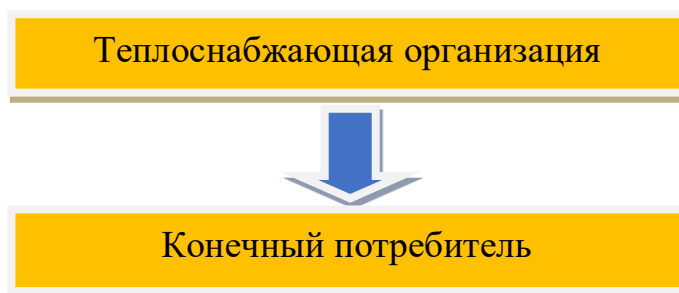 Теплоснабжающая организация
Конечный потребитель